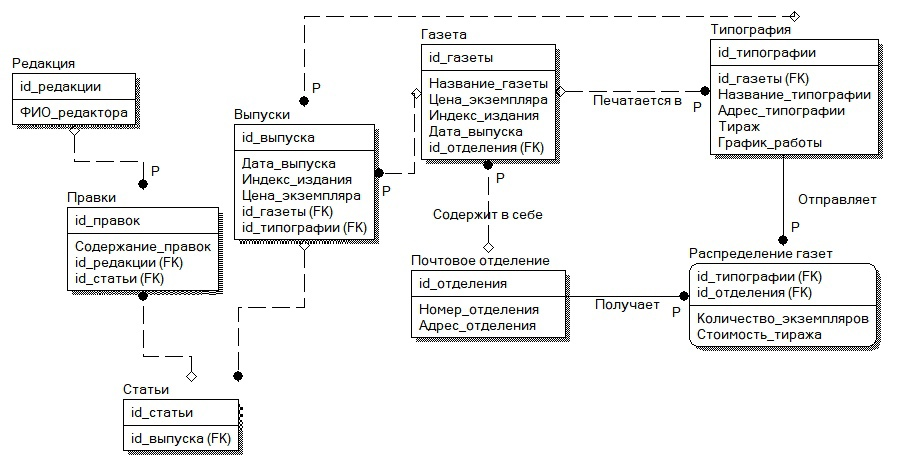 Редакция
id_редакции
ФИО_редактора
P
Правки
id_правок
Содержание_правок
id_редакции (FK)
id_статьи (FK)
Статьи
id_статьи
id_выпуска (FK)
P
Выпуски
id_выпуска
Дата_выпуска
Индекс_издания
Цена_экземпляра
id_газеты (FK)
id_типографии (FK)
P
Газета
id_газеты
Название_газеты
Цена_экземпляра
Индекс_издания
Дата_выпуска
id_отделения (FK)
P
Содержит в себе
Почтовое отделение
id_отделения
Номер_отделения
Адрес_отделения
Печатается в
P
Типография
id_типографии
id_газеты (FK)
Название_типографии
Адрес_типографии
Тираж
График_работы
Отправляет
P
Получает
P
Распределение газет
id_типографии (FK)
id_отделения (FK)
Количество_экземпляров
Стоимость_тиража